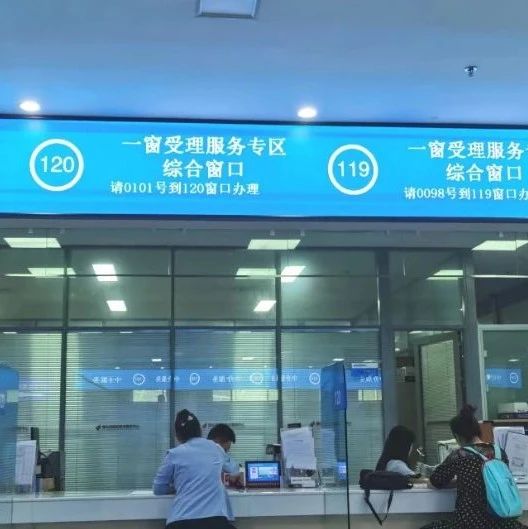 120
一窗受理服务专区
综合窗口
请0101号到120窗口办理
119
一窗受理服务
综合窗口
请0098号到119窗口办